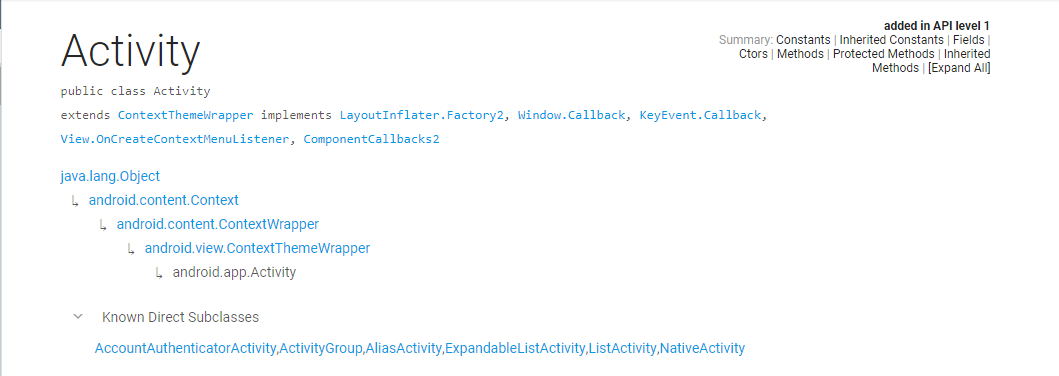 Activity
added in API level 1
Summary: Constants | Inherited Constants | Fields |
Ctors | Methods | Protected Methods | Inherited
Methods | [Expand All]
public class Activity
extends ContextThemeWrapper implements LayoutInflater.Factory2, Window.Callback, KeyEvent.Callback,
View.OnCreateContextMenuListener, ComponentCallbacks2
java.lang.Object
↳ android.content.Context
↳ android.content.ContextWrapper
↳ android.view.ContextThemeWrapper
↳ android.app.Activity
Known Direct Subclasses
AccountAuthenticatorActivity,ActivityGroup,AliasActivity,ExpandableListActivity,ListActivity,NativeActivity